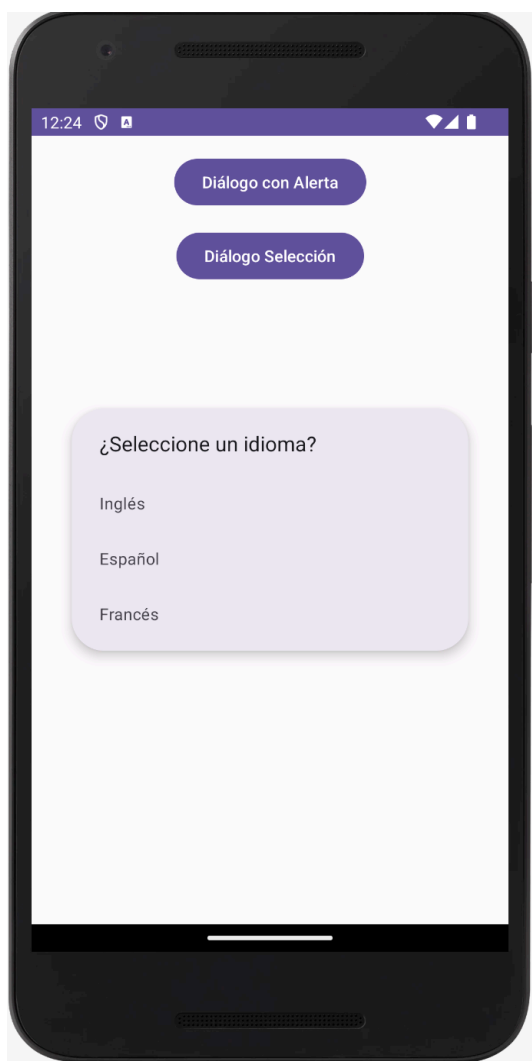 12:24
Diálogo con Alerta
Diálogo Selección
¿Seleccione un idioma?
Inglés
Español
Francés